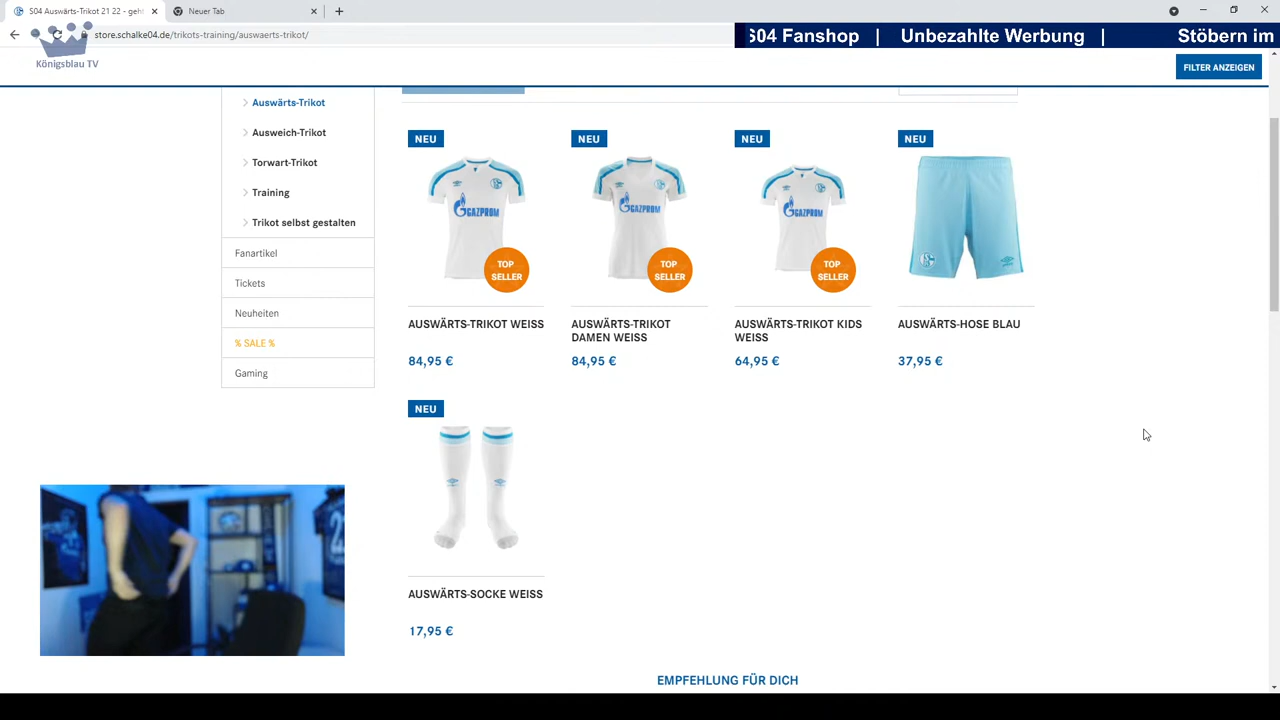 S04 Auswärts-Trikot 21 22 - geht
Neuer Tab
store.schalke04.de/trikots-training/auswaerts-trikot/
S04 Fanshop | Unbezahlte Werbung | Stöbern im
Königsblau TV
FILTER ANZEIGEN
Auswärts-Trikot
Ausweich-Trikot
Torwart-Trikot
Training
Trikot selbst gestalten
Fanartikel
Tickets
Neuheiten
% SALE %
Gaming
NEU
GAZPROM
TOP
SELLER
AUSWÄRTS-TRIKOT WEISS
84,95 €
NEU
GAZPROM
TOP
SELLER
AUSWÄRTS-TRIKOT
DAMEN WEISS
84,95 €
NEU
GAZPROM
TOP
SELLER
AUSWÄRTS-TRIKOT KIDS
WEISS
64,95 €
NEU
AUSWÄRTS-HOSE BLAU
37,95 €
NEU
AUSWÄRTS-SOCKE WEISS
17,95 €
EMPFEHLUNG FÜR DICH